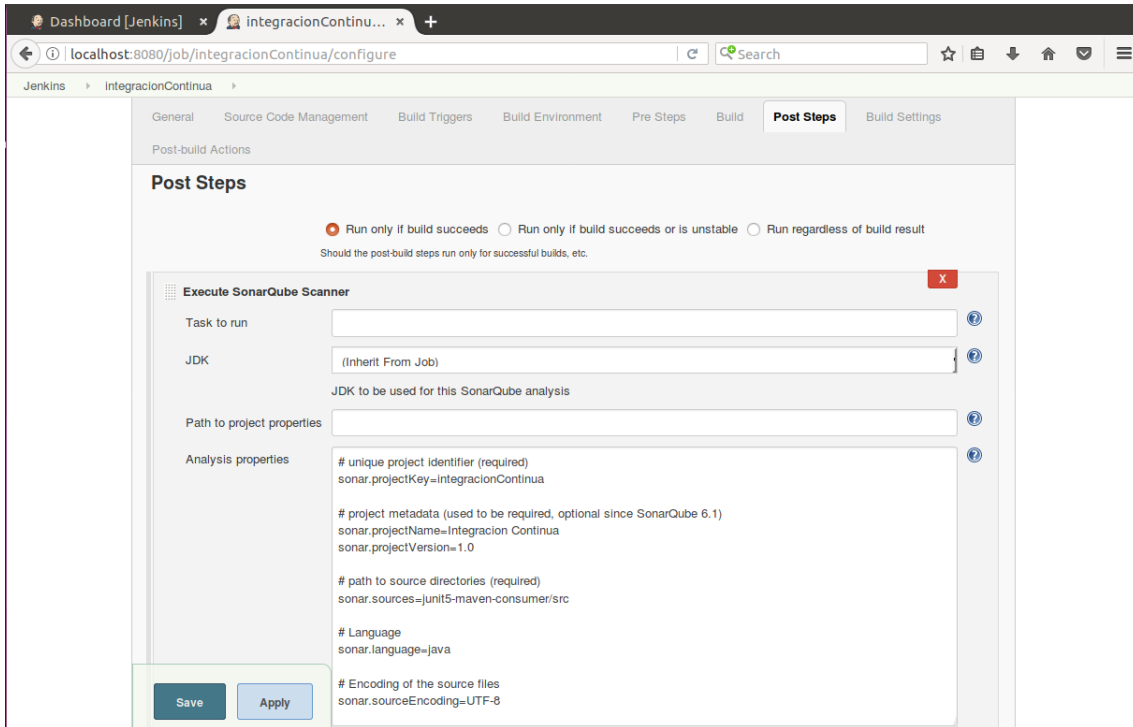 Dashboard [Jenkins] × integracionContinu... × +
localhost:8080/job/integracionContinua/configure Search
Jenkins integracionContinua
General Source Code Management Build Triggers Build Environment Pre Steps Build Post Steps Build Settings
Post-build Actions
Post Steps
Run only if build succeeds Run only if build succeeds or is unstable Run regardless of build result
Should the post-build steps run only for successful builds, etc.
X
Execute SonarQube Scanner
Task to run
JDK (Inherit From Job)
JDK to be used for this SonarQube analysis
Path to project properties
Analysis properties
# unique project identifier (required)
sonar.projectKey=integracionContinua
# project metadata (used to be required, optional since SonarQube 6.1)
sonar.projectName=Integracion Continua
sonar.projectVersion=1.0
# path to source directories (required)
sonar.sources=junit5-maven-consumer/src
# Language
sonar.language=java
# Encoding of the source files
sonar.sourceEncoding=UTF-8
Save Apply